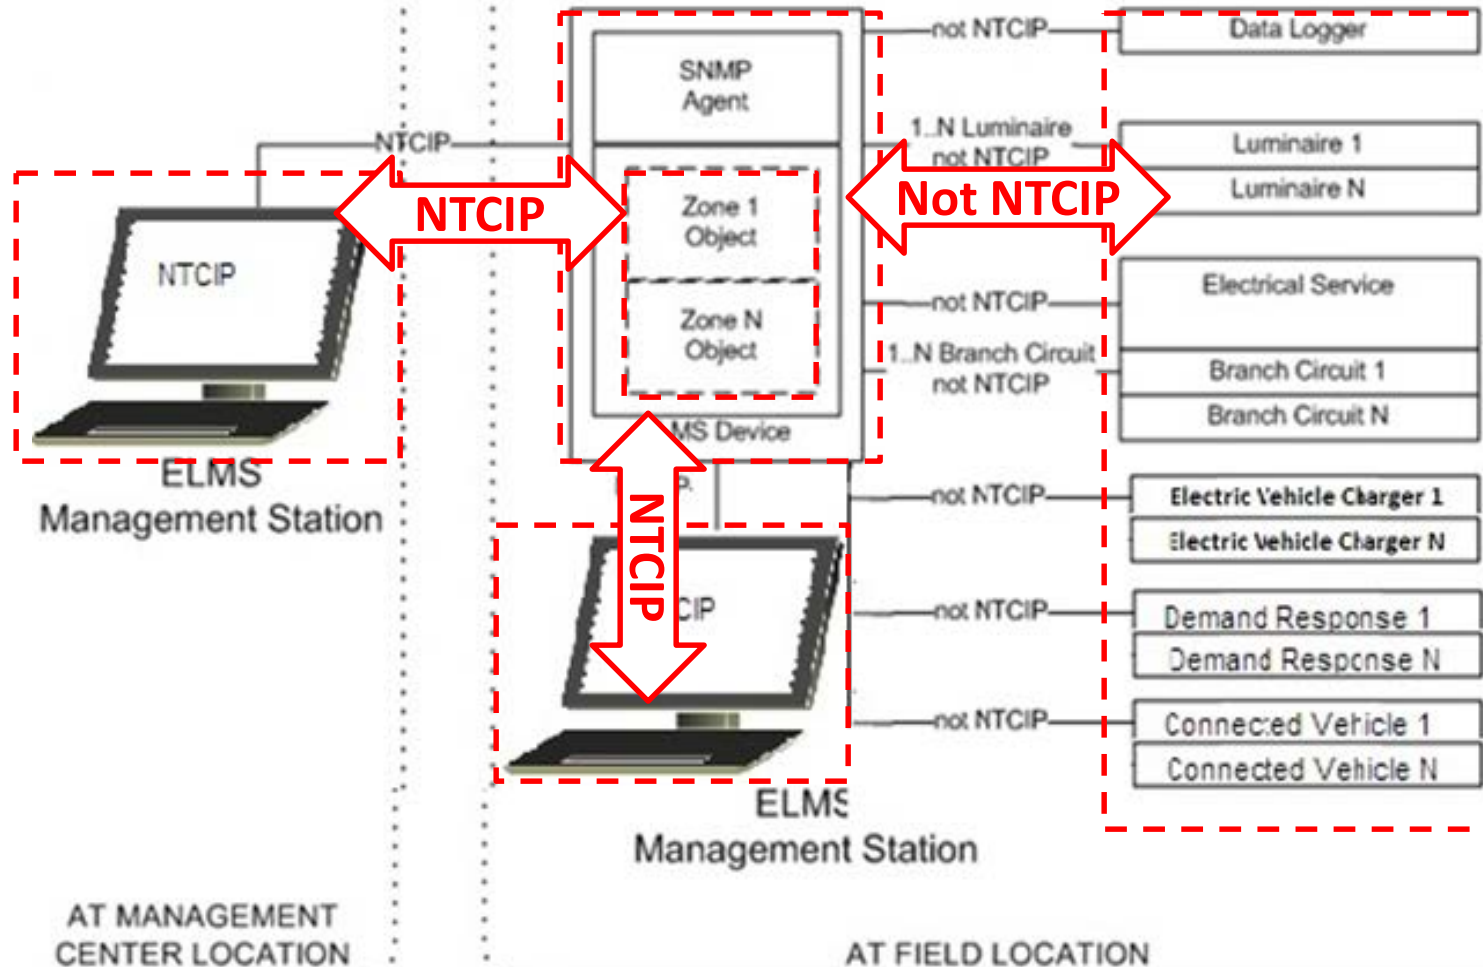 not NTCIP
Data Logger
SNMP
Agent
NTCIP
1..N Luminaire
not NTCIP
Luminaire 1
Luminaire N
NTCIP
Not NTCIP
Zone 1
Object
NTCIP
not NTCIP
Electrical Service
Zone N
Object
1..N Branch Circuit
not NTCIP
Branch Circuit 1
Branch Circuit N
MS Device
ELMS
Management Station
P.
NTCIP
not NTCIP
Electric Vehicle Charger 1
Electric Vehicle Charger N
CIP
not NTCIP
Demand Response 1
Demand Response N
not NTCIP
Connected Vehicle 1
Connected Vehicle N
ELMS
Management Station
AT MANAGEMENT
CENTER LOCATION
AT FIELD LOCATION